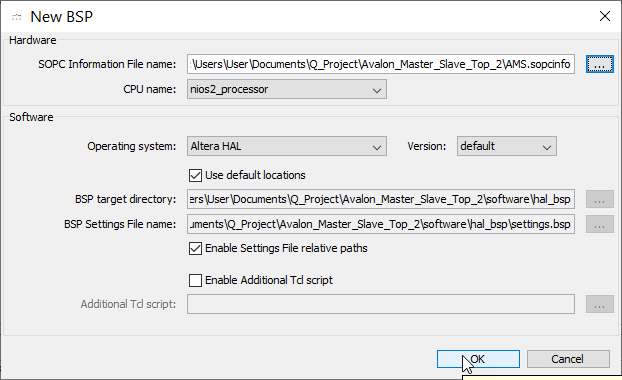 New BSP
Hardware
SOPC Information File name: :\Users\User\Documents\Q_Project\Avalon_Master_Slave_Top_2\AMS.sopcinfo ...
CPU name: nios2_processor
Software
Operating system: Altera HAL Version: default
Use default locations
BSP target directory: ers\User\Documents\Q_Project\Avalon_Master_Slave_Top_2\software\hal_bsp ...
BSP Settings File name: uments\Q_Project\Avalon_Master_Slave_Top_2\software\hal_bsp\settings.bsp ...
Enable Settings File relative paths
Enable Additional Tcl script
Additional Tcl script: ...
OK Cancel